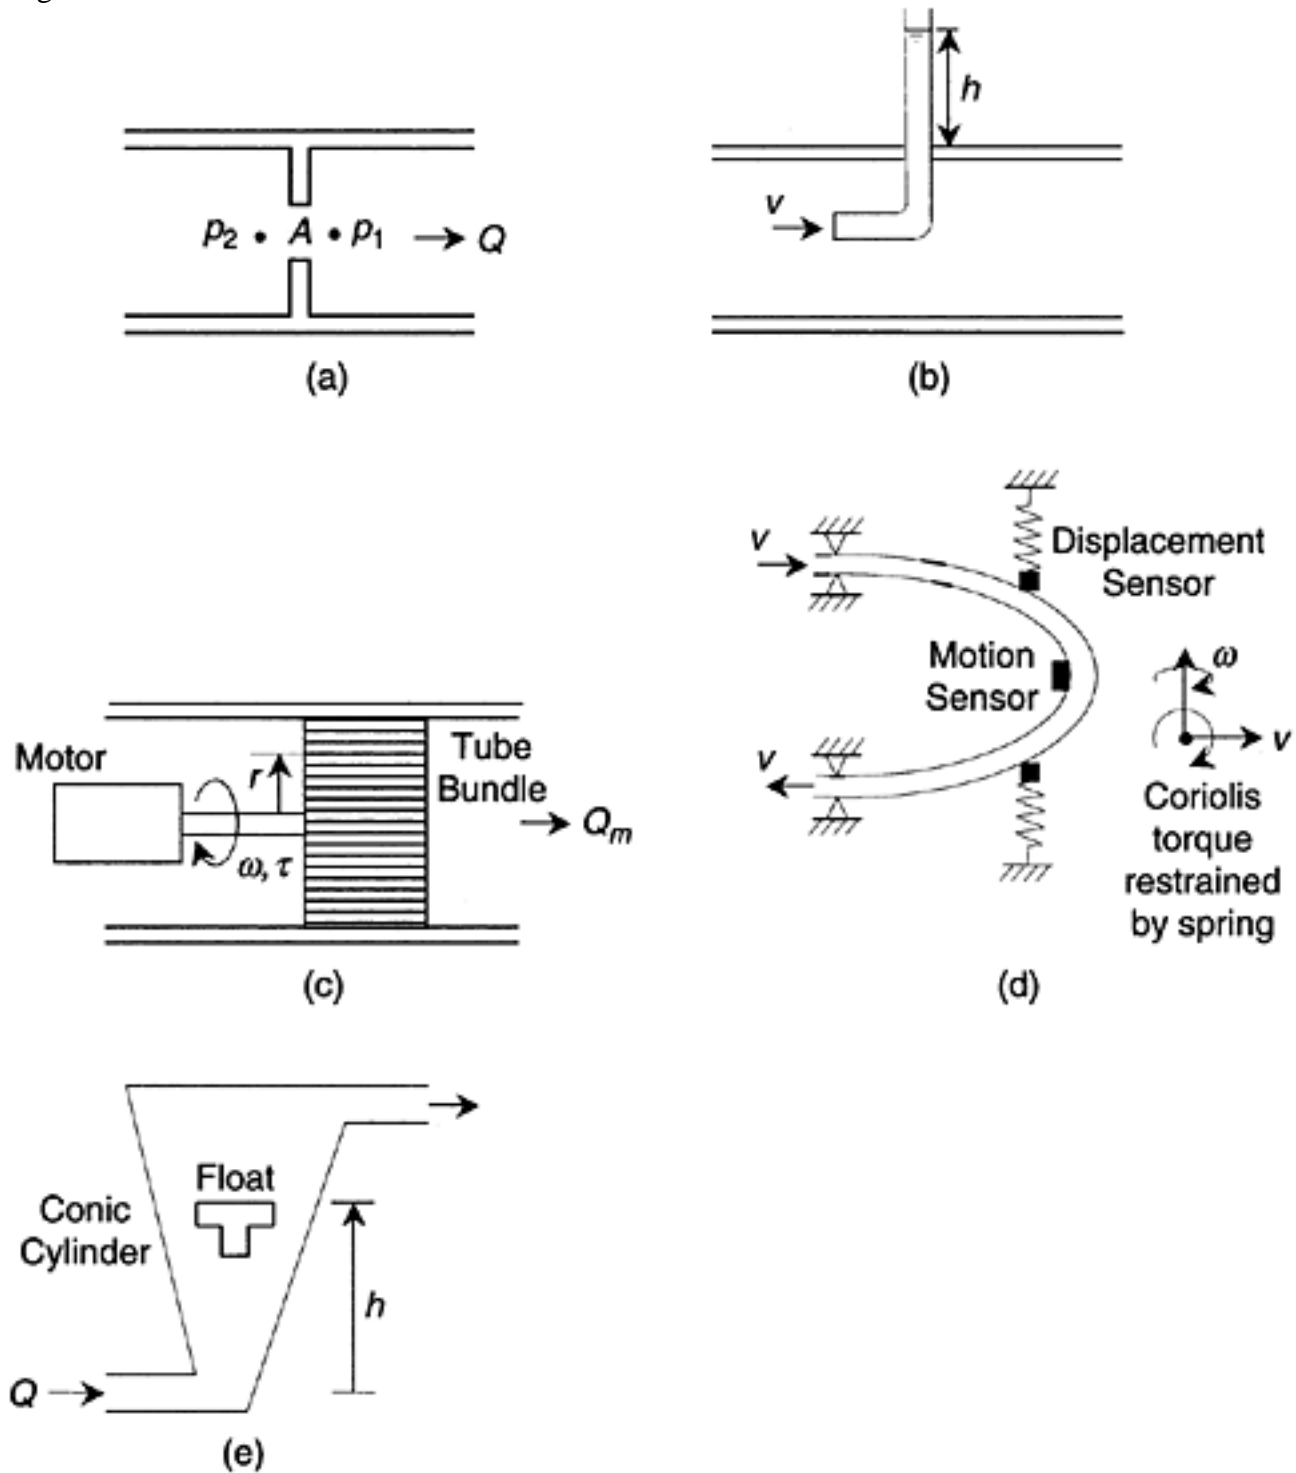 h
v
p₂ • A • p₁ → Q
(a)
(b)
v
Displacement
Sensor
Motion
Sensor
ω
v
v
Coriolis
torque
restrained
by spring
(d)
Motor
r
Tube
Bundle
Qₘ
ω, τ
(c)
Float
Conic
Cylinder
h
Q
(e)